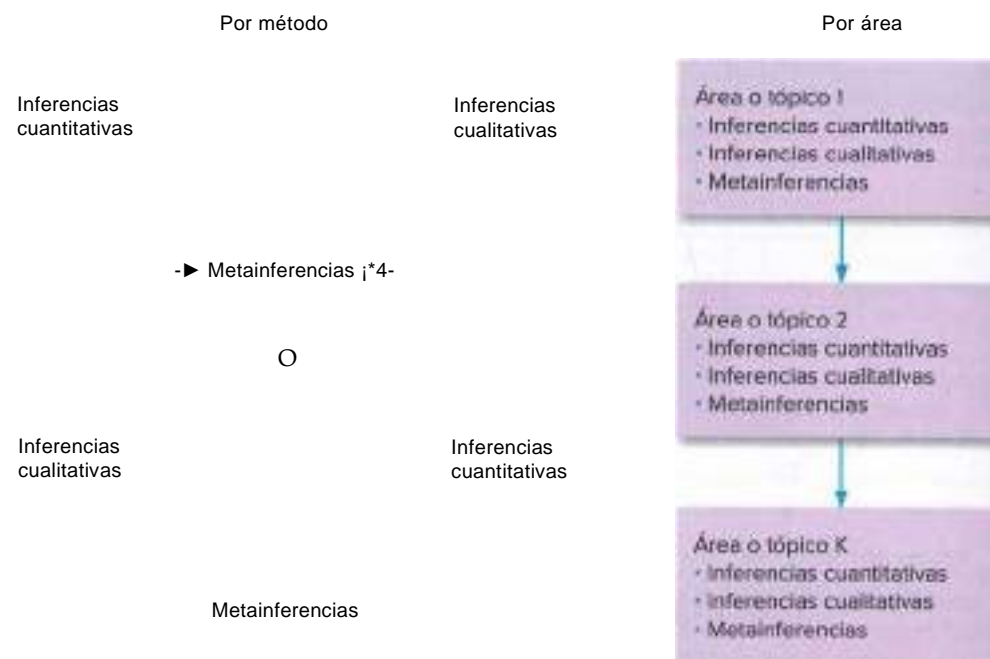 Por método
Por área
Inferencias
cuantitativas
Inferencias
cualitativas
-► Metainferencias ¡*4-
O
Inferencias
cualitativas
Inferencias
cuantitativas
Metainferencias
Área o tópico 1
· Inferencias cuantitativas
· Inferencias cualitativas
· Metainferencias
Área o tópico 2
· Inferencias cuantitativas
· Inferencias cualitativas
· Metainferencias
Área o tópico K
· Inferencias cuantitativas
· Inferencias cualitativas
· Metainferencias